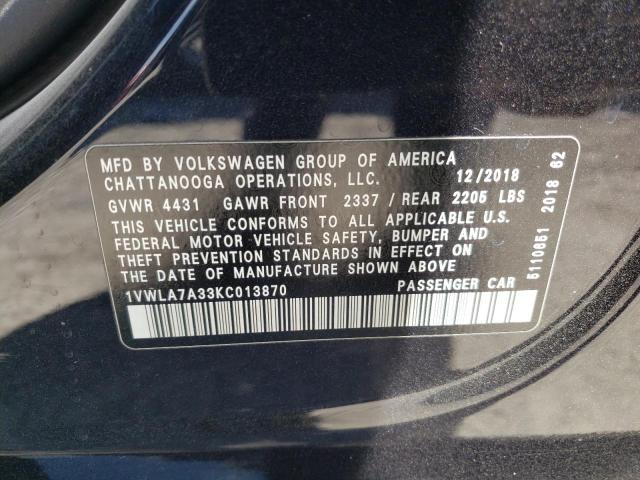 MFD BY VOLKSWAGEN GROUP OF AMERICA
CHATTANOOGA OPERATIONS, LLC. 12/2018
GVWR 4431 GAWR FRONT 2337 / REAR 2205 LBS
THIS VEHICLE CONFORMS TO ALL APPLICABLE U.S.
FEDERAL MOTOR VEHICLE SAFETY, BUMPER AND
THEFT PREVENTION STANDARDS IN EFFECT ON
THE DATE OF MANUFACTURE SHOWN ABOVE
1VWLA7A33KC013870 PASSENGER CAR
5110651 2018 62